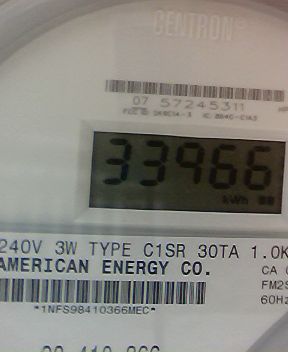 CENTRON®
07 57245311
33966
kWh
240V 3W TYPE C1SR 30TA 1.0K
AMERICAN ENERGY CO.
CA
FM2S
60Hz
*1NFS98410366MEC*